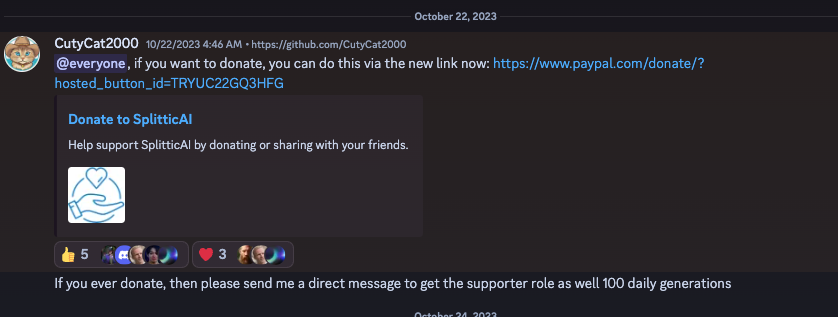 October 22, 2023
CutyCat2000 10/22/2023 4:46 AM • https://github.com/CutyCat2000
@everyone, if you want to donate, you can do this via the new link now: https://www.paypal.com/donate/?
hosted_button_id=TRYUC22GQ3HFG
Donate to SplitticAI
Help support SplitticAI by donating or sharing with your friends.
👍 5 ❤️ 3
If you ever donate, then please send me a direct message to get the supporter role as well 100 daily generations
October 24, 2023